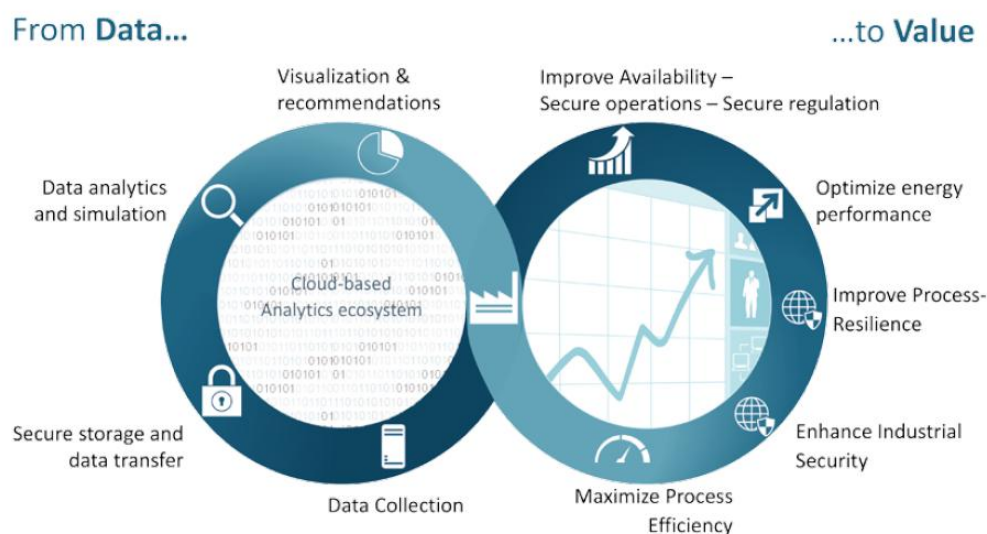 From Data...
...to Value
Visualization &
recommendations
Improve Availability –
Secure operations – Secure regulation
Data analytics
and simulation
Optimize energy
performance
Cloud-based
Analytics ecosystem
Improve Process-
Resilience
Secure storage and
data transfer
Enhance Industrial
Security
Data Collection
Maximize Process
Efficiency